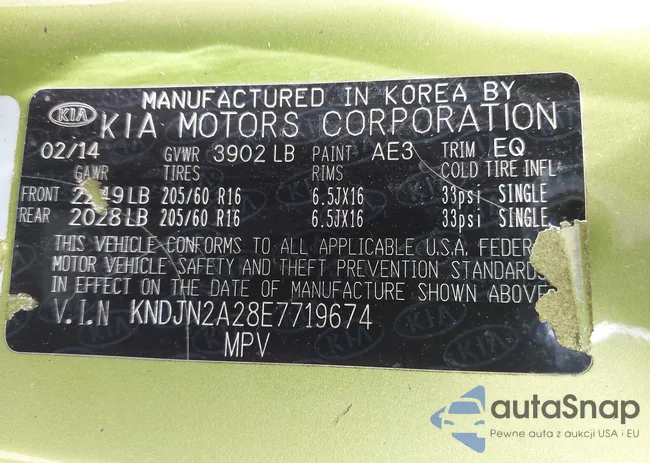 MANUFACTURED IN KOREA BY
KIA KIA MOTORS CORPORATION
02/14 GVWR 3902 LB PAINT AE3 TRIM EQ
GAWR TIRES RIMS COLD TIRE INFL
FRONT LB 205/60 R16 6.5JX16 33psi SINGLE
REAR 2028LB 205/60 R16 6.5JX16 33psi SINGLE
THIS VEHICLE CONFORMS TO ALL APPLICABLE U.S.A. FEDER
MOTOR VEHICLE SAFETY AND THEFT PREVENTION STANDARDS
IN EFFECT ON THE DATE OF MANUFACTURE SHOWN ABOVE
V.I.N KNDJN2A28E7719674
MPV
autaSnap
Pewne auta z aukcji USA i EU